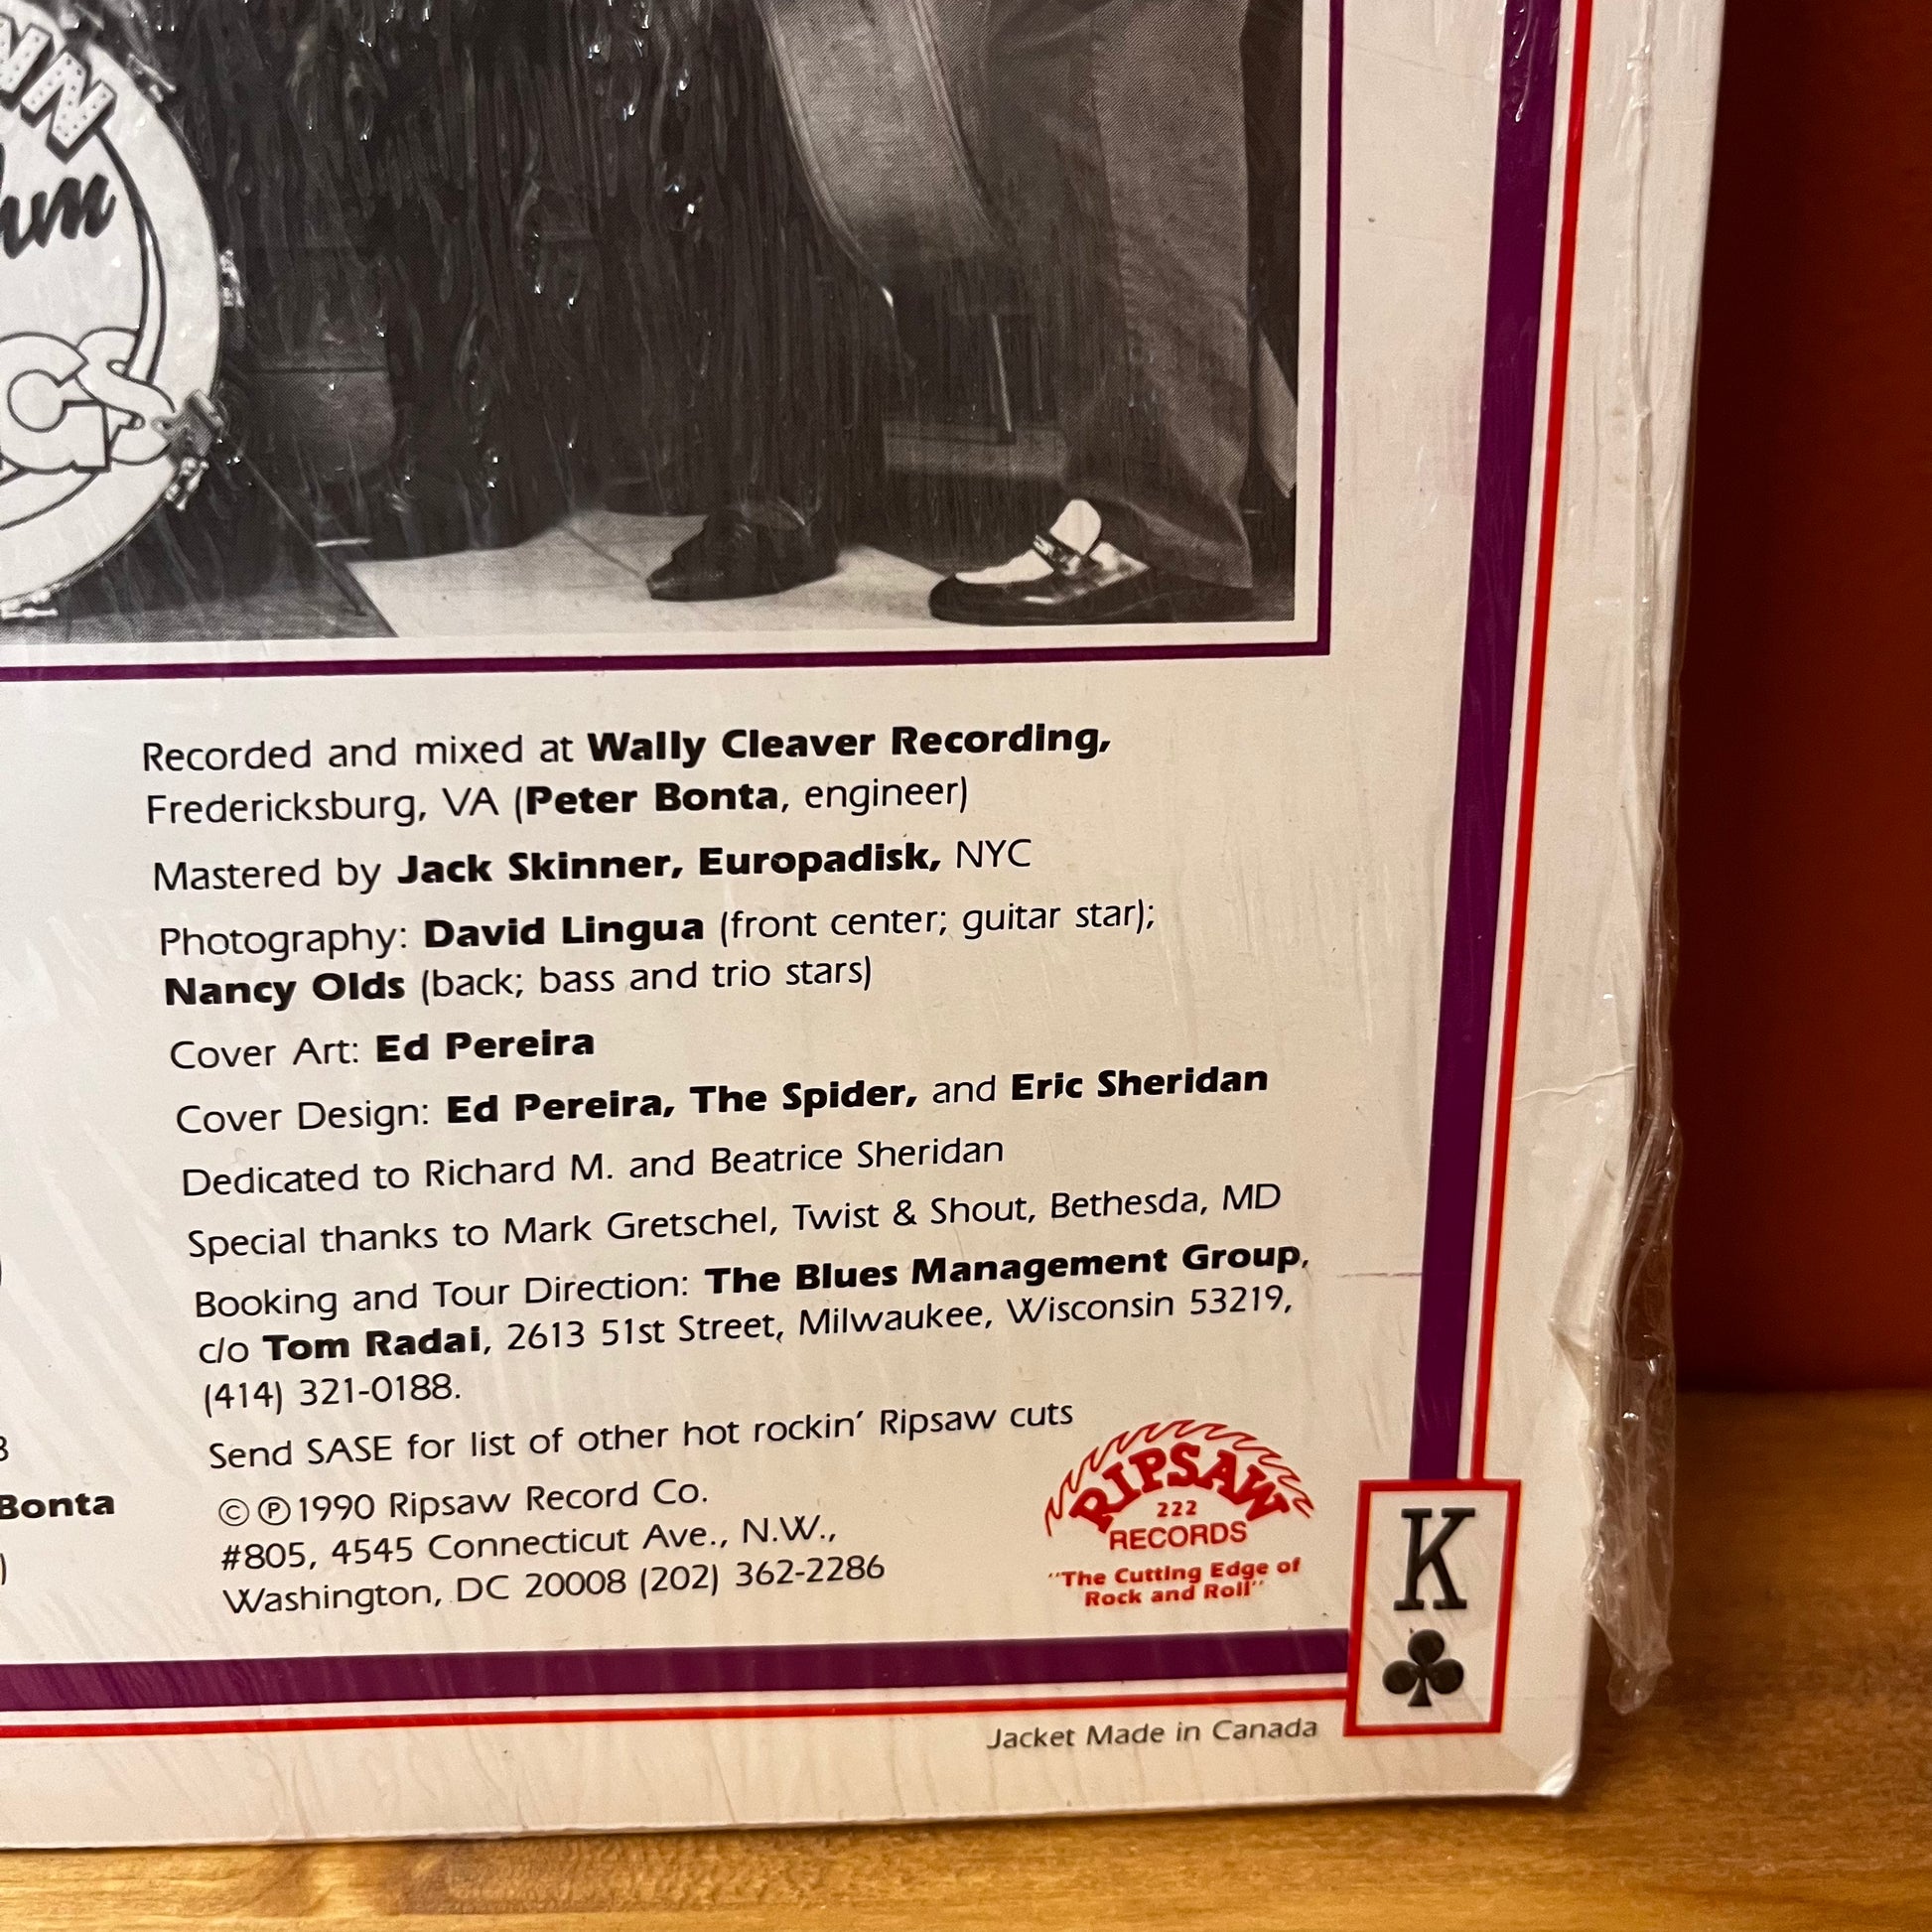 Recorded and mixed at Wally Cleaver Recording,
Fredericksburg, VA (Peter Bonta, engineer)
Mastered by Jack Skinner, Europadisk, NYC
Photography: David Lingua (front center; guitar star);
Nancy Olds (back; bass and trio stars)
Cover Art: Ed Pereira
Cover Design: Ed Pereira, The Spider, and Eric Sheridan
Dedicated to Richard M. and Beatrice Sheridan
Special thanks to Mark Gretschel, Twist & Shout, Bethesda, MD
Booking and Tour Direction: The Blues Management Group,
c/o Tom Radai, 2613 51st Street, Milwaukee, Wisconsin 53219,
(414) 321-0188.
Send SASE for list of other hot rockin' Ripsaw cuts
Bonta
©℗1990 Ripsaw Record Co.
#805, 4545 Connecticut Ave., N.W.,
Washington, DC 20008 (202) 362-2286
RIPSAW
222
RECORDS
"The Cutting Edge of
Rock and Roll"
K
Jacket Made in Canada